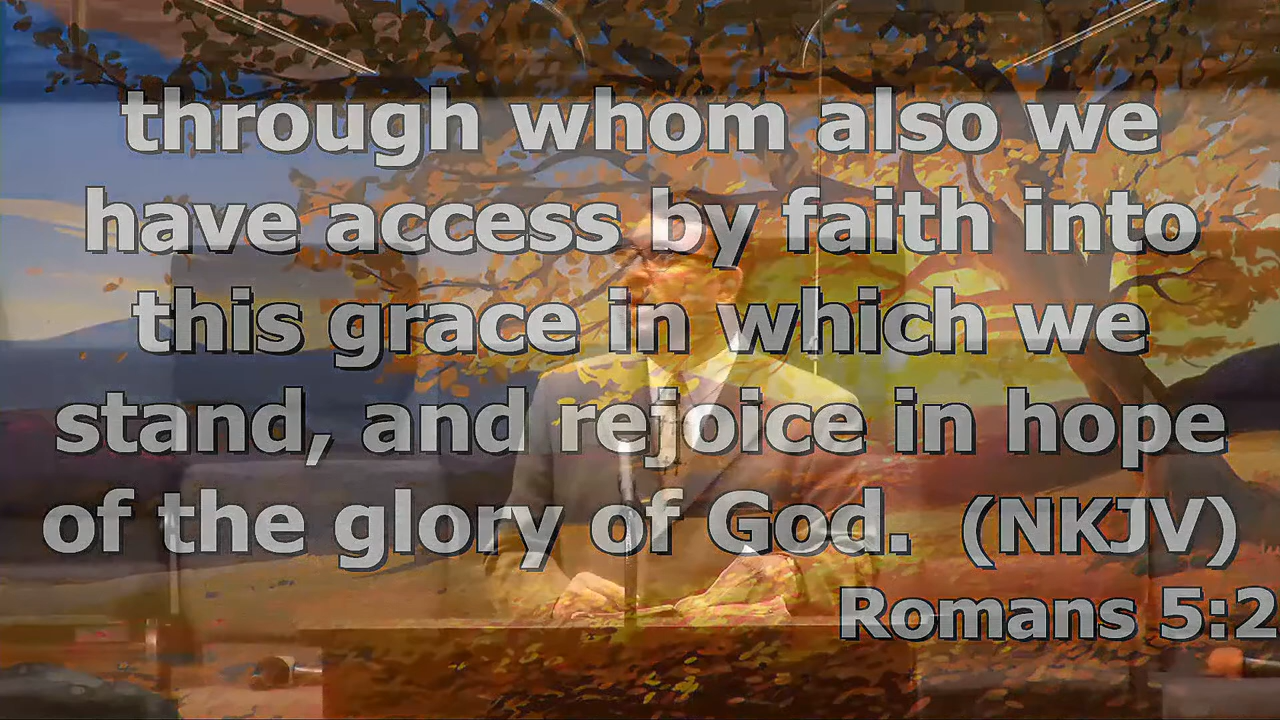 through whom also we
have access by faith into
this grace in which we
stand, and rejoice in hope
of the glory of God. (NKJV)
Romans 5:2